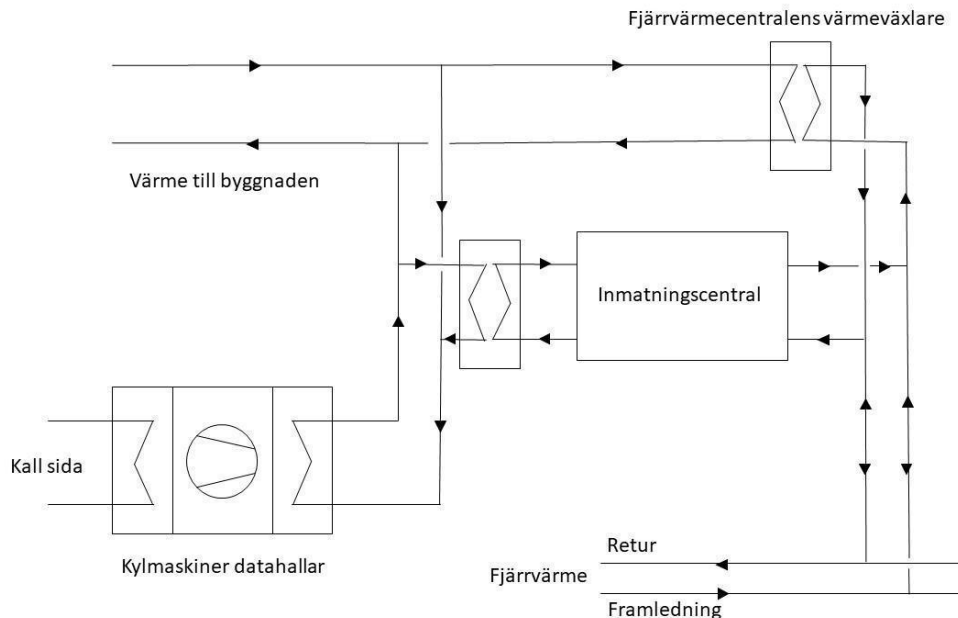 Fjärrvärmecentralens värmeväxlare
Värme till byggnaden
Inmatningscentral
Kall sida
Kylmaskiner datahallar
Retur
Fjärrvärme
Framledning